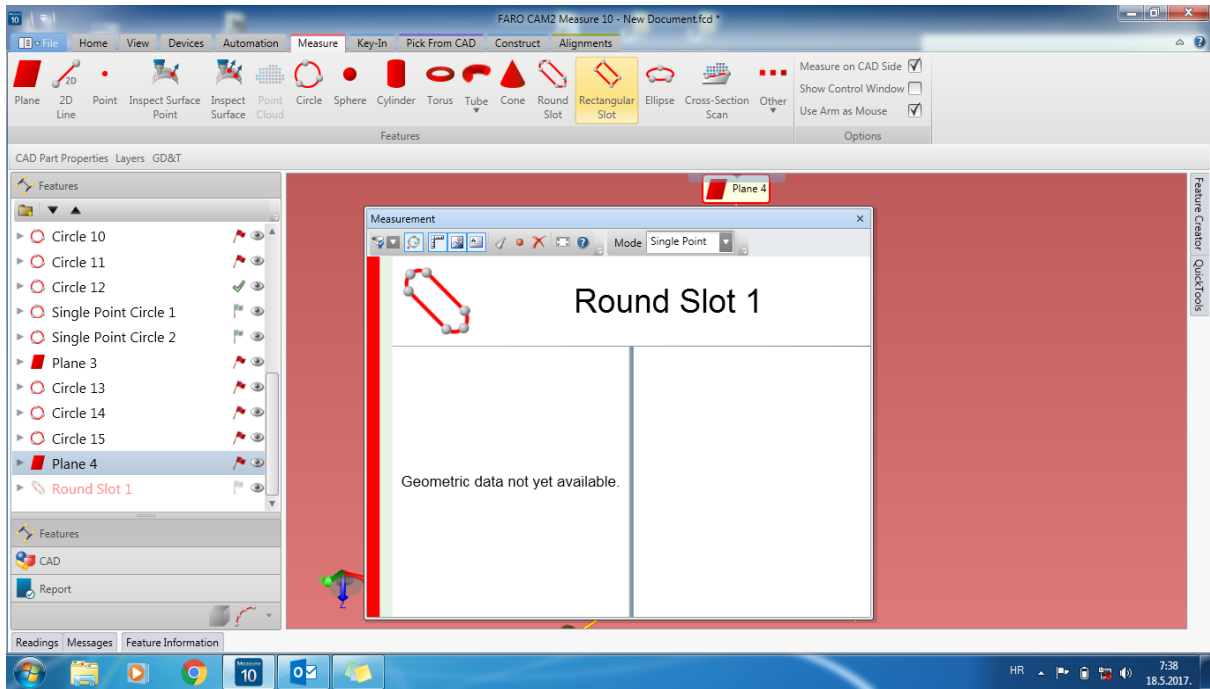 10
FARO CAM2 Measure 10 - New Document.fcd *
File Home View Devices Automation Measure Key-In Pick From CAD Construct Alignments
Plane
2D Line
Point
Inspect Surface Point
Inspect Surface
Point Cloud
Circle
Sphere
Cylinder
Torus
Tube
Cone
Round Slot
Rectangular Slot
Ellipse
Cross-Section Scan
Other
Features
Measure on CAD Side
Show Control Window
Use Arm as Mouse
Options
CAD Part Properties Layers GD&T
Features
Circle 10
Circle 11
Circle 12
Single Point Circle 1
Single Point Circle 2
Plane 3
Circle 13
Circle 14
Circle 15
Plane 4
Round Slot 1
Features
CAD
Report
Plane 4
Measurement
Mode Single Point
Round Slot 1
Geometric data not yet available.
Z
Feature Creator
QuickTools
Readings Messages Feature Information
Measure
10
HR
7:38
18.5.2017.